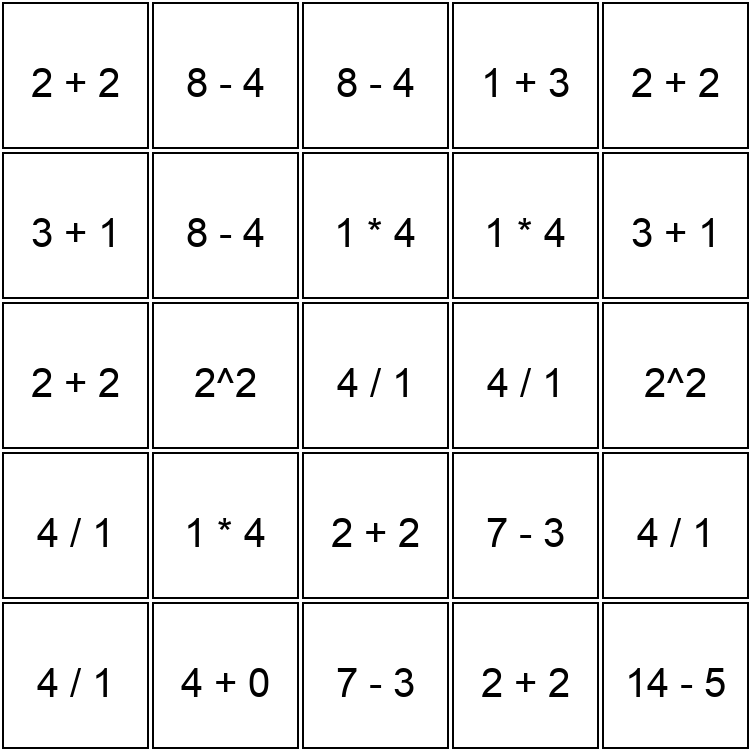 2 + 2 8 - 4 8 - 4 1 + 3 2 + 2
3 + 1 8 - 4 1 * 4 1 * 4 3 + 1
2 + 2 2^2 4 / 1 4 / 1 2^2
4 / 1 1 * 4 2 + 2 7 - 3 4 / 1
4 / 1 4 + 0 7 - 3 2 + 2 14 - 5